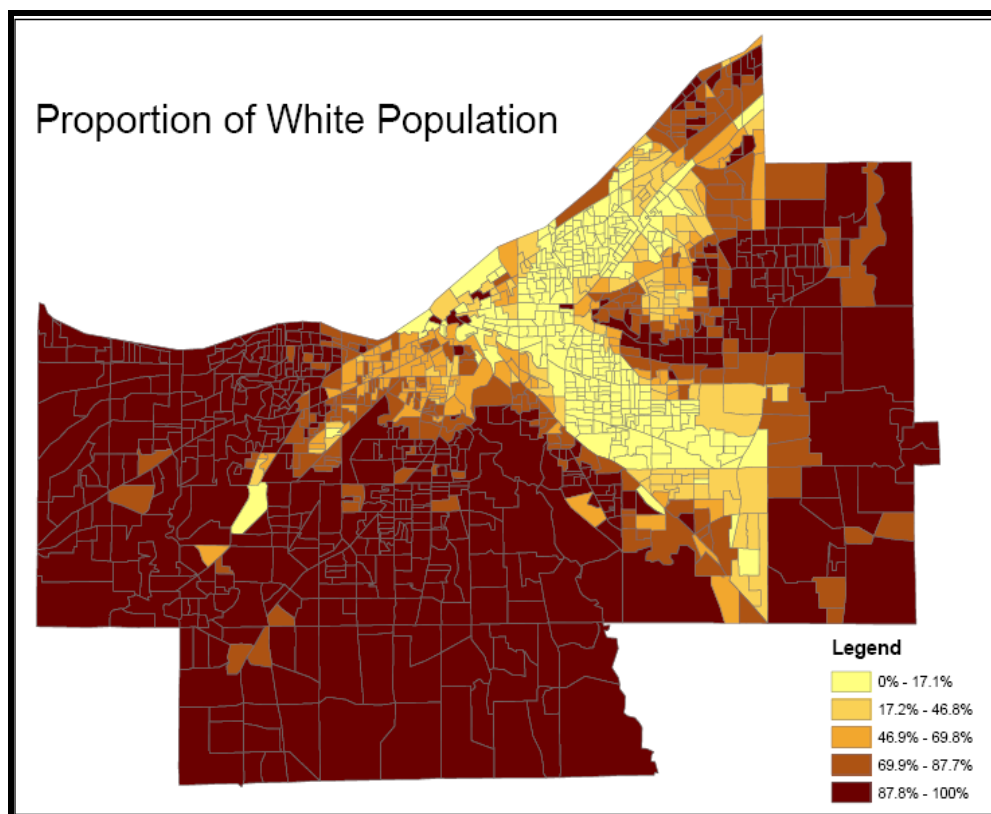 Proportion of White Population
Legend
0% - 17.1%
17.2% - 46.8%
46.9% - 69.8%
69.9% - 87.7%
87.8% - 100%